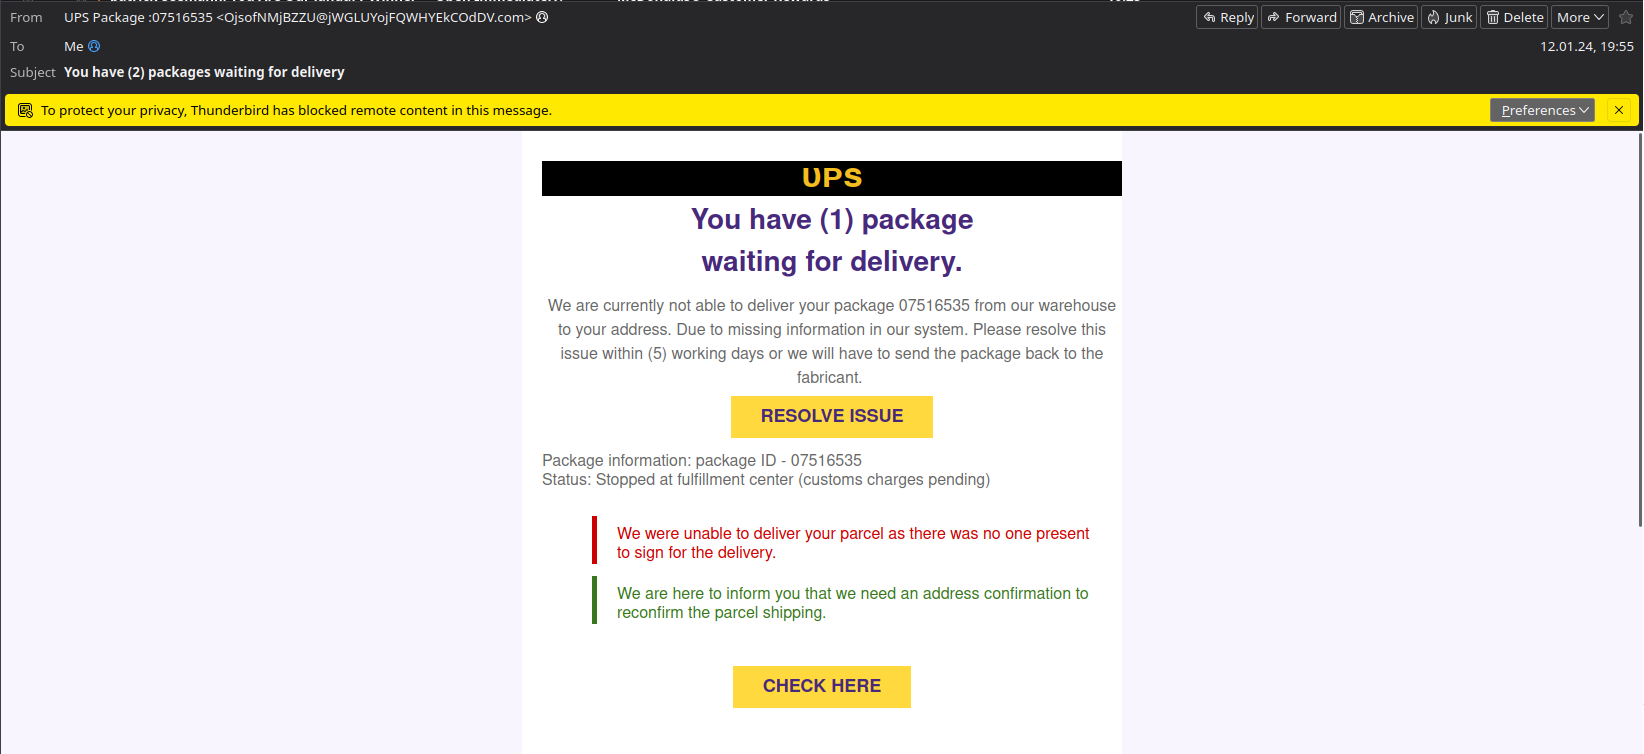 From UPS Package :07516535 <OjsofNMjBZZU@jWGLUYojFQWHYEkCOdDV.com>
Reply Forward Archive Junk Delete More
To Me
12.01.24, 19:55
Subject You have (2) packages waiting for delivery
To protect your privacy, Thunderbird has blocked remote content in this message.
Preferences
UPS
You have (1) package
waiting for delivery.
We are currently not able to deliver your package 07516535 from our warehouse
to your address. Due to missing information in our system. Please resolve this
issue within (5) working days or we will have to send the package back to the
fabricant.
RESOLVE ISSUE
Package information: package ID - 07516535
Status: Stopped at fulfillment center (customs charges pending)
We were unable to deliver your parcel as there was no one present
to sign for the delivery.
We are here to inform you that we need an address confirmation to
reconfirm the parcel shipping.
CHECK HERE